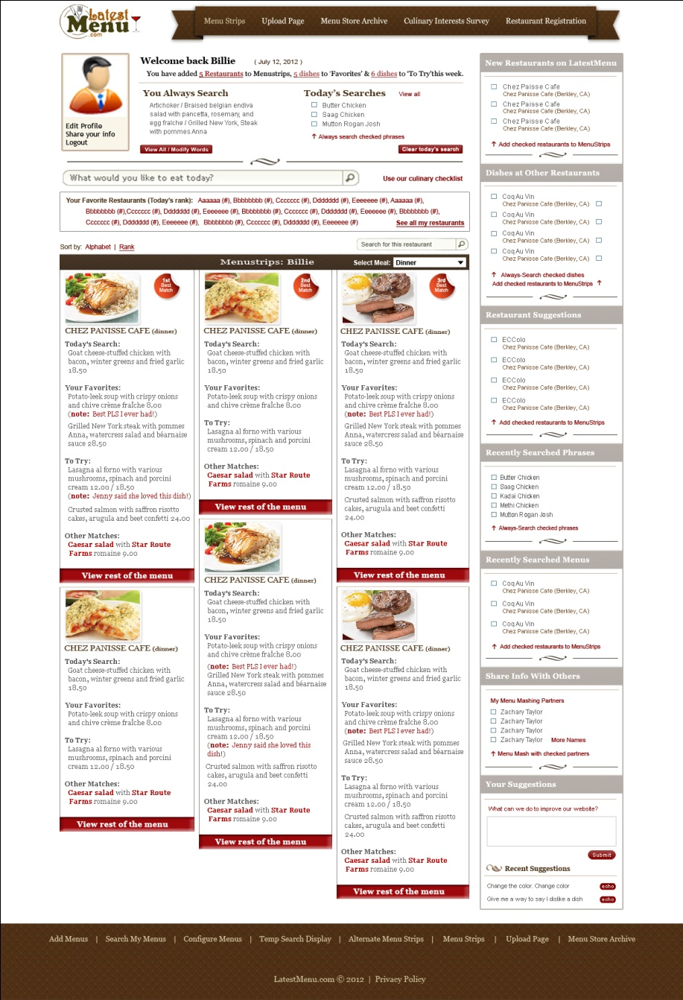 Latest
Menu
.com
Menu Strips
Upload Page
Menu Store Archive
Culinary Interests Survey
Restaurant Registration
Edit Profile
Share your info
Logout
Welcome back Billie ( July 12, 2012 )
You have added 5 Restaurants to Menustrips, 5 dishes to 'Favorites' & 6 dishes to 'To Try'this week.
You Always Search
Artichoker / Braised belgian endiva
salad with pancetta, rosemary, and
egg fraîche / Grilled New York, Steak
with pommes Anna
View All / Modify Words
Today's Searches View all
Butter Chicken
Saag Chicken
Mutton Rogan Josh
Always search checked phrases
Clear today's search
What would you like to eat today?
Use our culinary checklist
Your Favorite Restaurants (Today's rank): Aaaaaa (#), Bbbbbbbb (#), Ccccccc (#), Ddddddd (#), Eeeeeee (#), Aaaaaa (#),
Bbbbbbbb (#),Ccccccc (#), Ddddddd (#), Eeeeeee (#), Bbbbbbbb (#), Ccccccc (#), Ddddddd (#), Eeeeeee (#), Bbbbbbbb (#),
Ccccccc (#), Ddddddd (#), Eeeeeee (#), Bbbbbbbb (#), Ccccccc (#), Ddddddd (#), Eeeeeee (#)
See all my restaurants
Sort by: Alphabet | Rank
Search for this restaurant
Menustrips: Billie
Select Meal: Dinner
1st
Best
Match
CHEZ PANISSE CAFE (dinner)
Today's Search:
Goat cheese-stuffed chicken with
bacon, winter greens and fried garlic
18.50
Your Favorites:
Potato-leek soup with crispy onions
and chive crème fraÎche 8.00
(note: Best PLS I ever had!)
Grilled New York steak with pommes
Anna, watercress salad and béarnaise
sauce 28.50
To Try:
Lasagna al forno with various
mushrooms, spinach and porcini
cream 12.00 / 18.50
(note: Jenny said she loved this dish!)
Crusted salmon with saffron risotto
cakes, arugula and beet confetti 24.00
Other Matches:
Caesar salad with Star Route
Farms romaine 9.00
View rest of the menu
CHEZ PANISSE CAFE (dinner)
Today's Search:
Goat cheese-stuffed chicken with
bacon, winter greens and fried garlic
18.50
Your Favorites:
Potato-leek soup with crispy onions
and chive crème fraÎche 8.00
To Try:
Lasagna al forno with various
mushrooms, spinach and porcini
cream 12.00 / 18.50
Other Matches:
Caesar salad with Star Route
Farms romaine 9.00
View rest of the menu
2nd
Best
Match
CHEZ PANISSE CAFE (dinner)
Today's Search:
Goat cheese-stuffed chicken with
bacon, winter greens and fried garlic
18.50
Your Favorites:
Potato-leek soup with crispy onions
and chive crème fraÎche 8.00
To Try:
Lasagna al forno with various
mushrooms, spinach and porcini
cream 12.00 / 18.50
Other Matches:
Caesar salad with Star Route
Farms romaine 9.00
View rest of the menu
CHEZ PANISSE CAFE (dinner)
Today's Search:
Goat cheese-stuffed chicken with
bacon, winter greens and fried garlic
18.50
Your Favorites:
Potato-leek soup with crispy onions
and chive crème fraÎche 8.00
(note: Best PLS I ever had!)
Grilled New York steak with pommes
Anna, watercress salad and béarnaise
sauce 28.50
To Try:
Lasagna al forno with various
mushrooms, spinach and porcini
cream 12.00 / 18.50
(note: Jenny said she loved this
dish!)
Crusted salmon with saffron risotto
cakes, arugula and beet confetti
24.00
Other Matches:
Caesar salad with Star Route
Farms romaine 9.00
View rest of the menu
3rd
Best
Match
CHEZ PANISSE CAFE (dinner)
Today's Search:
Goat cheese-stuffed chicken with
bacon, winter greens and fried garlic
18.50
Your Favorites:
Potato-leek soup with crispy onions
and chive crème fraÎche 8.00
(note: Best PLS I ever had!)
Grilled New York steak with pommes
Anna, watercress salad and béarnaise
sauce 28.50
To Try:
Lasagna al forno with various
mushrooms, spinach and porcini
cream 12.00 / 18.50
Crusted salmon with saffron risotto
cakes, arugula and beet confetti
24.00
Other Matches:
Caesar salad with Star Route
Farms romaine 9.00
View rest of the menu
CHEZ PANISSE CAFE (dinner)
Today's Search:
Goat cheese-stuffed chicken with
bacon, winter greens and fried garlic
18.50
Your Favorites:
Potato-leek soup with crispy onions
and chive crème fraÎche 8.00
(note: Best PLS I ever had!)
Grilled New York steak with pommes
Anna, watercress salad and béarnaise
sauce 28.50
To Try:
Lasagna al forno with various
mushrooms, spinach and porcini
cream 12.00 / 18.50
Crusted salmon with saffron risotto
cakes, arugula and beet confetti
24.00
Other Matches:
Caesar salad with Star Route
Farms romaine 9.00
View rest of the menu
New Restaurants on LatestMenu
Chez Paisse Cafe
Chez Panisse Cafe (Berkley, CA)
Chez Paisse Cafe
Chez Panisse Cafe (Berkley, CA)
Chez Paisse Cafe
Chez Panisse Cafe (Berkley, CA)
Add checked restaurants to MenuStrips
Dishes at Other Restaurants
Coq Au Vin
Chez Panisse Cafe (Berkley, CA)
Coq Au Vin
Chez Panisse Cafe (Berkley, CA)
Coq Au Vin
Chez Panisse Cafe (Berkley, CA)
Coq Au Vin
Chez Panisse Cafe (Berkley, CA)
Always-Search checked dishes
Add checked restaurants to MenuStrips
Restaurant Suggestions
ECColo
Chez Panisse Cafe (Berkley, CA)
ECColo
Chez Panisse Cafe (Berkley, CA)
ECColo
Chez Panisse Cafe (Berkley, CA)
ECColo
Chez Panisse Cafe (Berkley, CA)
Add checked restaurants to MenuStrips
Recently Searched Phrases
Butter Chicken
Saag Chicken
Kadai Chicken
Methi Chicken
Mutton Rogan Josh
Always-Search checked phrases
Recently Searched Menus
Coq Au Vin
Chez Panisse Cafe (Berkley, CA)
Coq Au Vin
Chez Panisse Cafe (Berkley, CA)
Coq Au Vin
Chez Panisse Cafe (Berkley, CA)
Add checked restaurants to MenuStrips
Share Info With Others
My Menu Mashing Partners
Zachary Taylor
Zachary Taylor
Zachary Taylor
Zachary Taylor More Names
Menu Mash with checked partners
Your Suggestions
What can we do to improve our website?
Submit
Recent Suggestions
Change the color. Change color echo
Give me a way to say I dislike a dish echo
Add Menus | Search My Menus | Configure Menus | Temp Search Display | Alternate Menu Strips | Menu Strips | Upload Page | Menu Store Archive
LatestMenu.com © 2012 | Privacy Policy